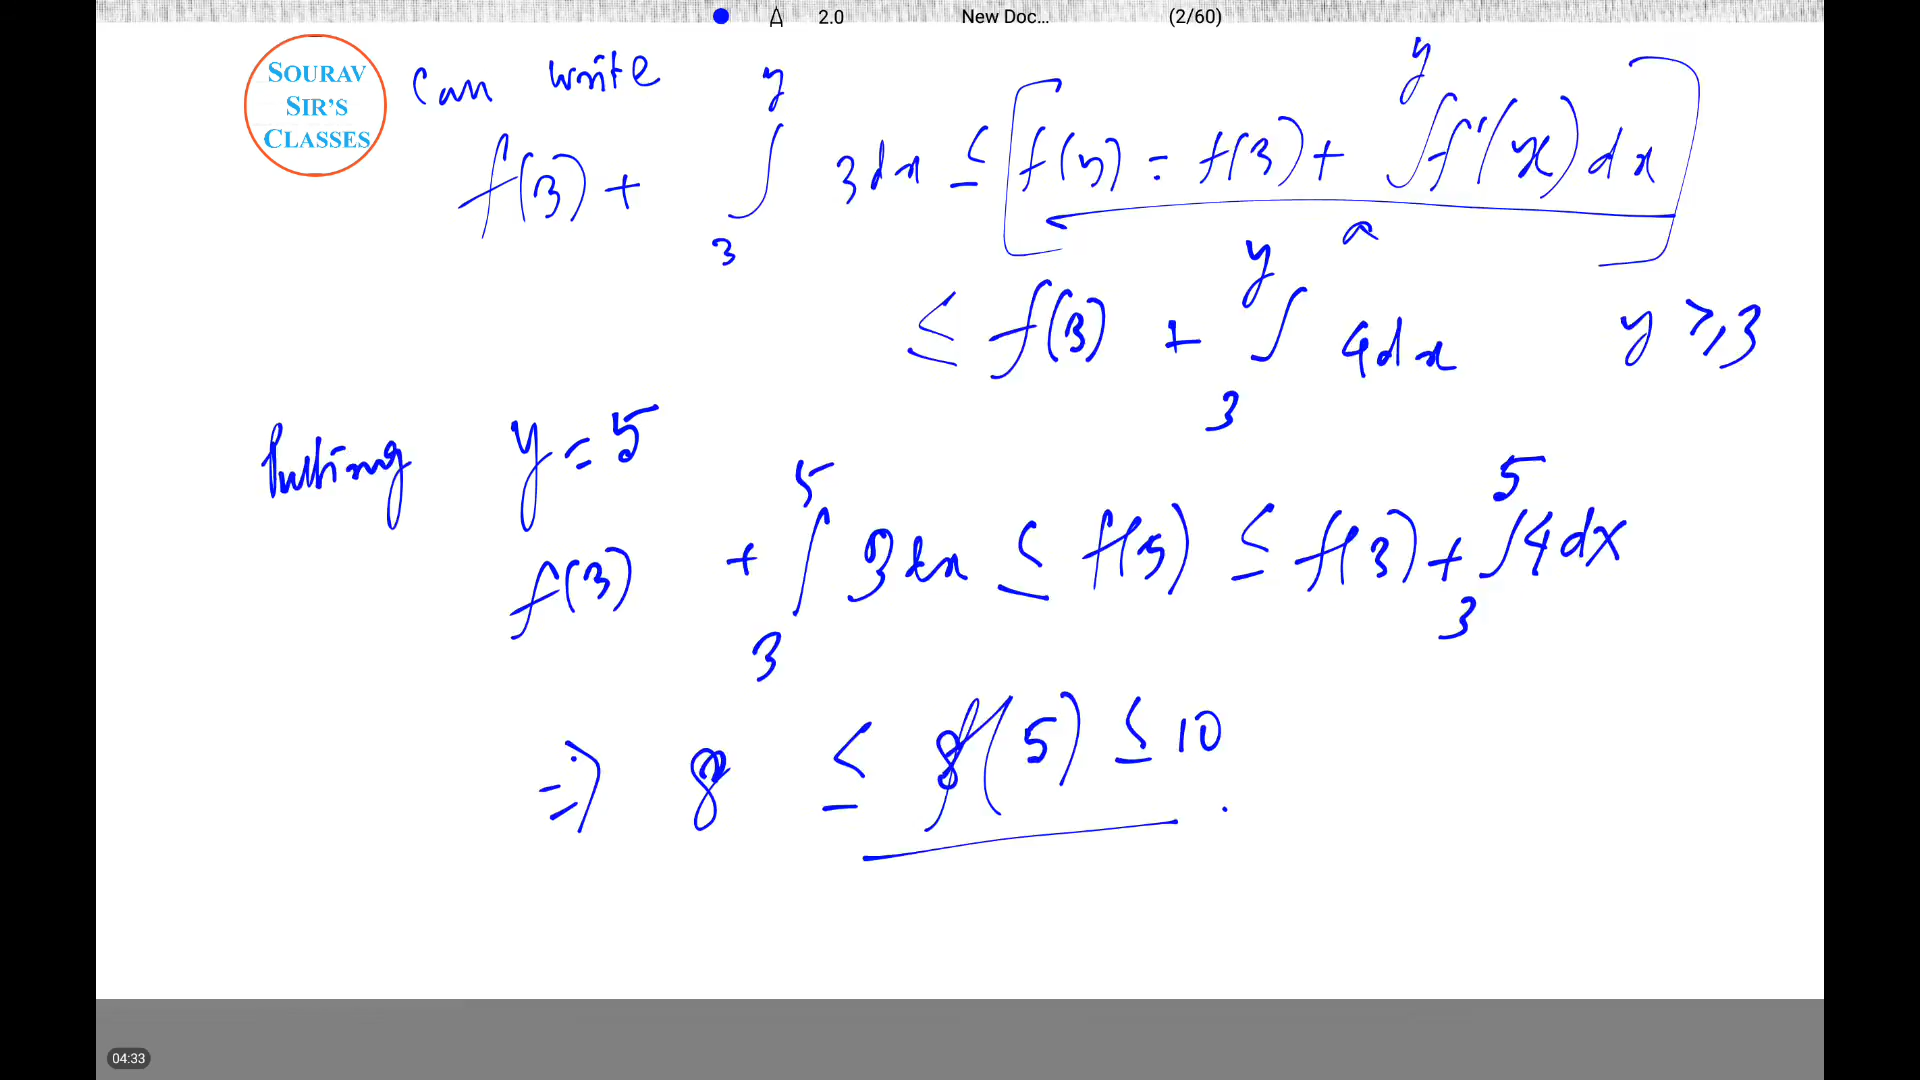 2.0 New Doc... (2/60)
SOURAV
SIR'S
CLASSES
Can write
f(3) + ∫₃ʸ 3dx ≤ [f(y) = f(3) + ∫ₐʸ f'(x)dx]
≤ f(3) + ∫₃ʸ 4dx y ≥ 3
Putting y = 5
f(3) + ∫₃⁵ 3dx ≤ f(5) ≤ f(3) + ∫₃⁵ 4dx
⇒ 8 ≤ f(5) ≤ 10
04:33